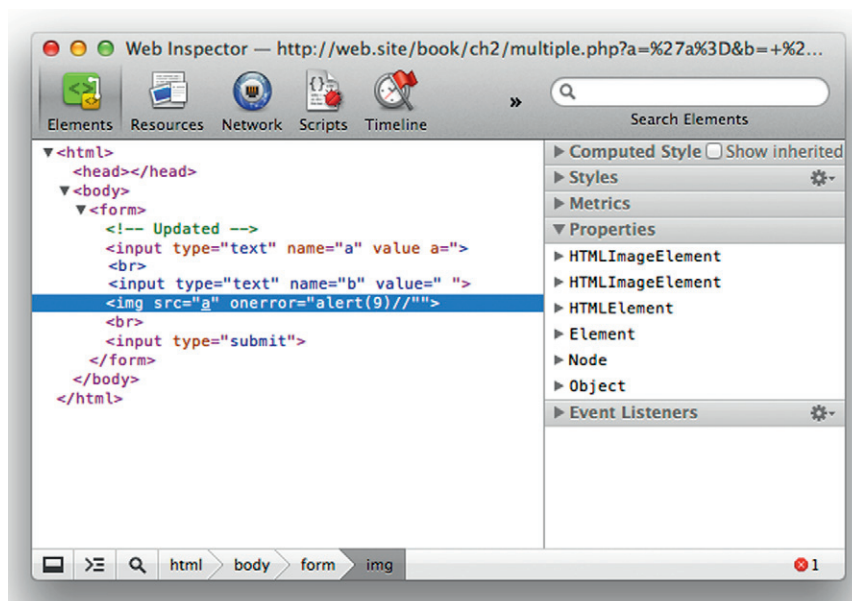 Web Inspector — http://web.site/book/ch2/multiple.php?a=%27a%3D&b=+%2...
Elements Resources Network Scripts Timeline » Search Elements
<html>
<head></head>
<body>
<form>
<!-- Updated -->
<input type="text" name="a" value a=">
<br>
<input type="text" name="b" value=" ">
<img src="a" onerror="alert(9)//"">
<br>
<input type="submit">
</form>
</body>
</html>
Computed Style Show inherited
Styles
Metrics
Properties
HTMLImageElement
HTMLImageElement
HTMLElement
Element
Node
Object
Event Listeners
html body form img 1